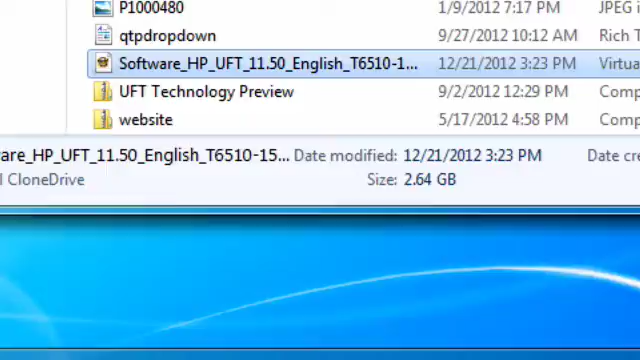 P1000480 1/9/2012 7:17 PM JPEG i
qtpdropdown 9/27/2012 10:12 AM Rich T
Software_HP_UFT_11.50_English_T6510-1... 12/21/2012 3:23 PM Virtua
UFT Technology Preview 9/2/2012 12:29 PM Comp
website 5/17/2012 4:58 PM Comp
are_HP_UFT_11.50_English_T6510-15... Date modified: 12/21/2012 3:23 PM Date cre
l CloneDrive Size: 2.64 GB